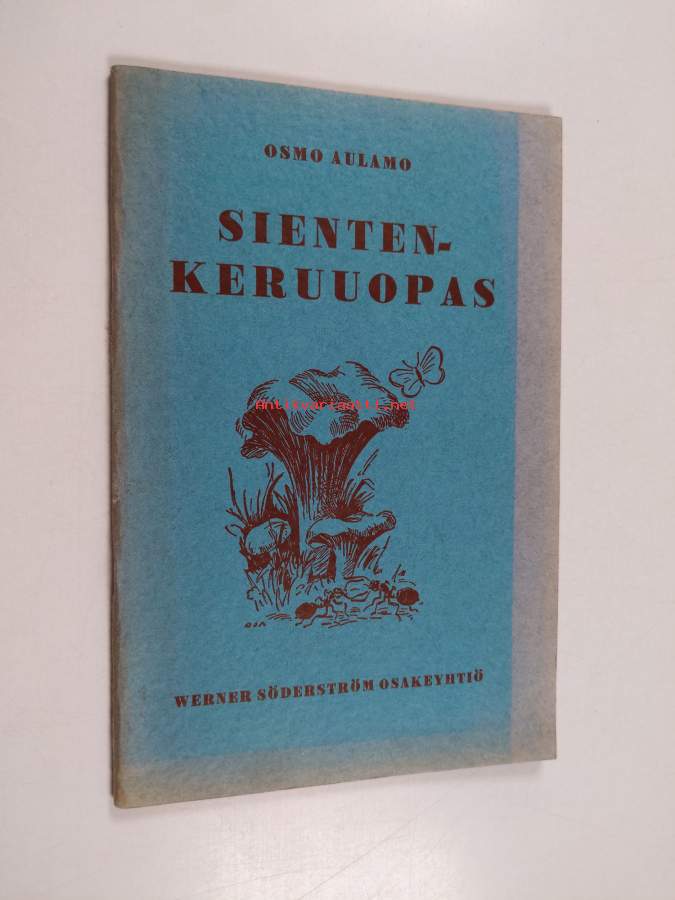 OSMO AULAMO
SIENTEN-
KERUUOPAS
Antikvariaatti.net
WERNER SÖDERSTRÖM OSAKEYHTIÖ